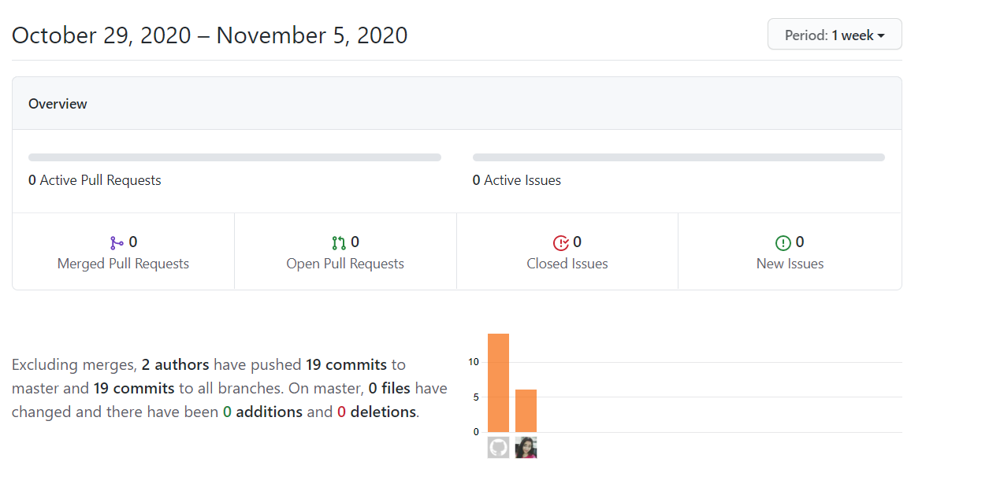 October 29, 2020 – November 5, 2020
Period: 1 week
Overview
0 Active Pull Requests
0 Active Issues
0
Merged Pull Requests
0
Open Pull Requests
0
Closed Issues
0
New Issues
Excluding merges, 2 authors have pushed 19 commits to
master and 19 commits to all branches. On master, 0 files have
changed and there have been 0 additions and 0 deletions.
10
5
0